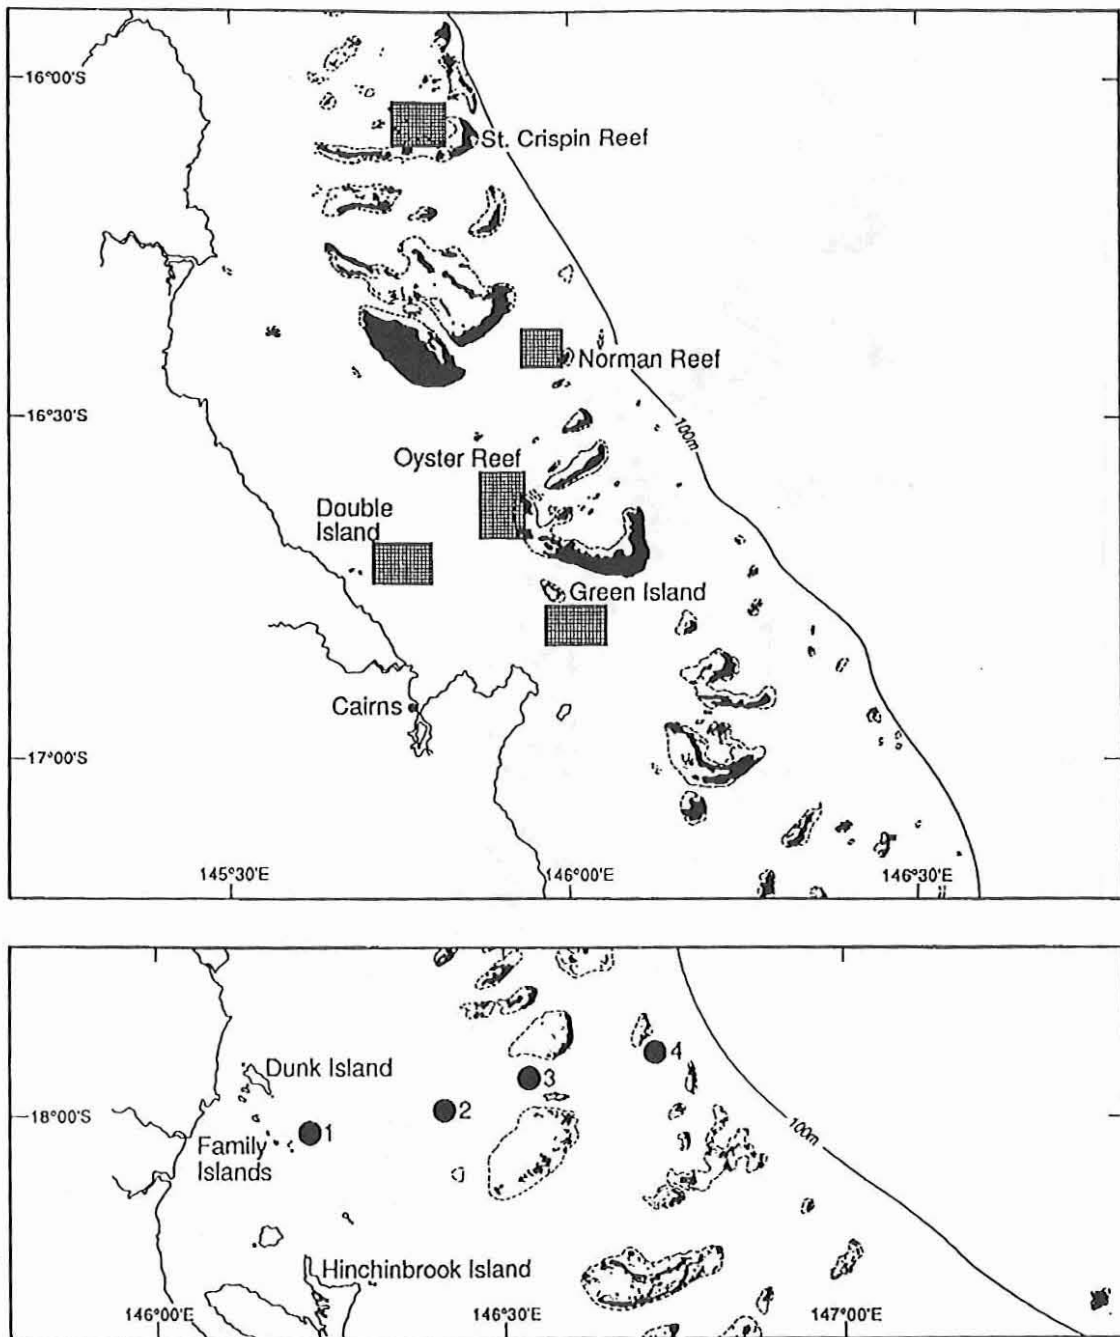 16°00'S
St. Crispin Reef
Norman Reef
16°30'S
100m
Oyster Reef
Double
Island
Green Island
Cairns
17°00'S
145°30'E
146°00'E
146°30'E
4
Dunk Island
3
18°00'S
2
1
100m
Family
Islands
Hinchinbrook Island
146°00'E
146°30'E
147°00'E